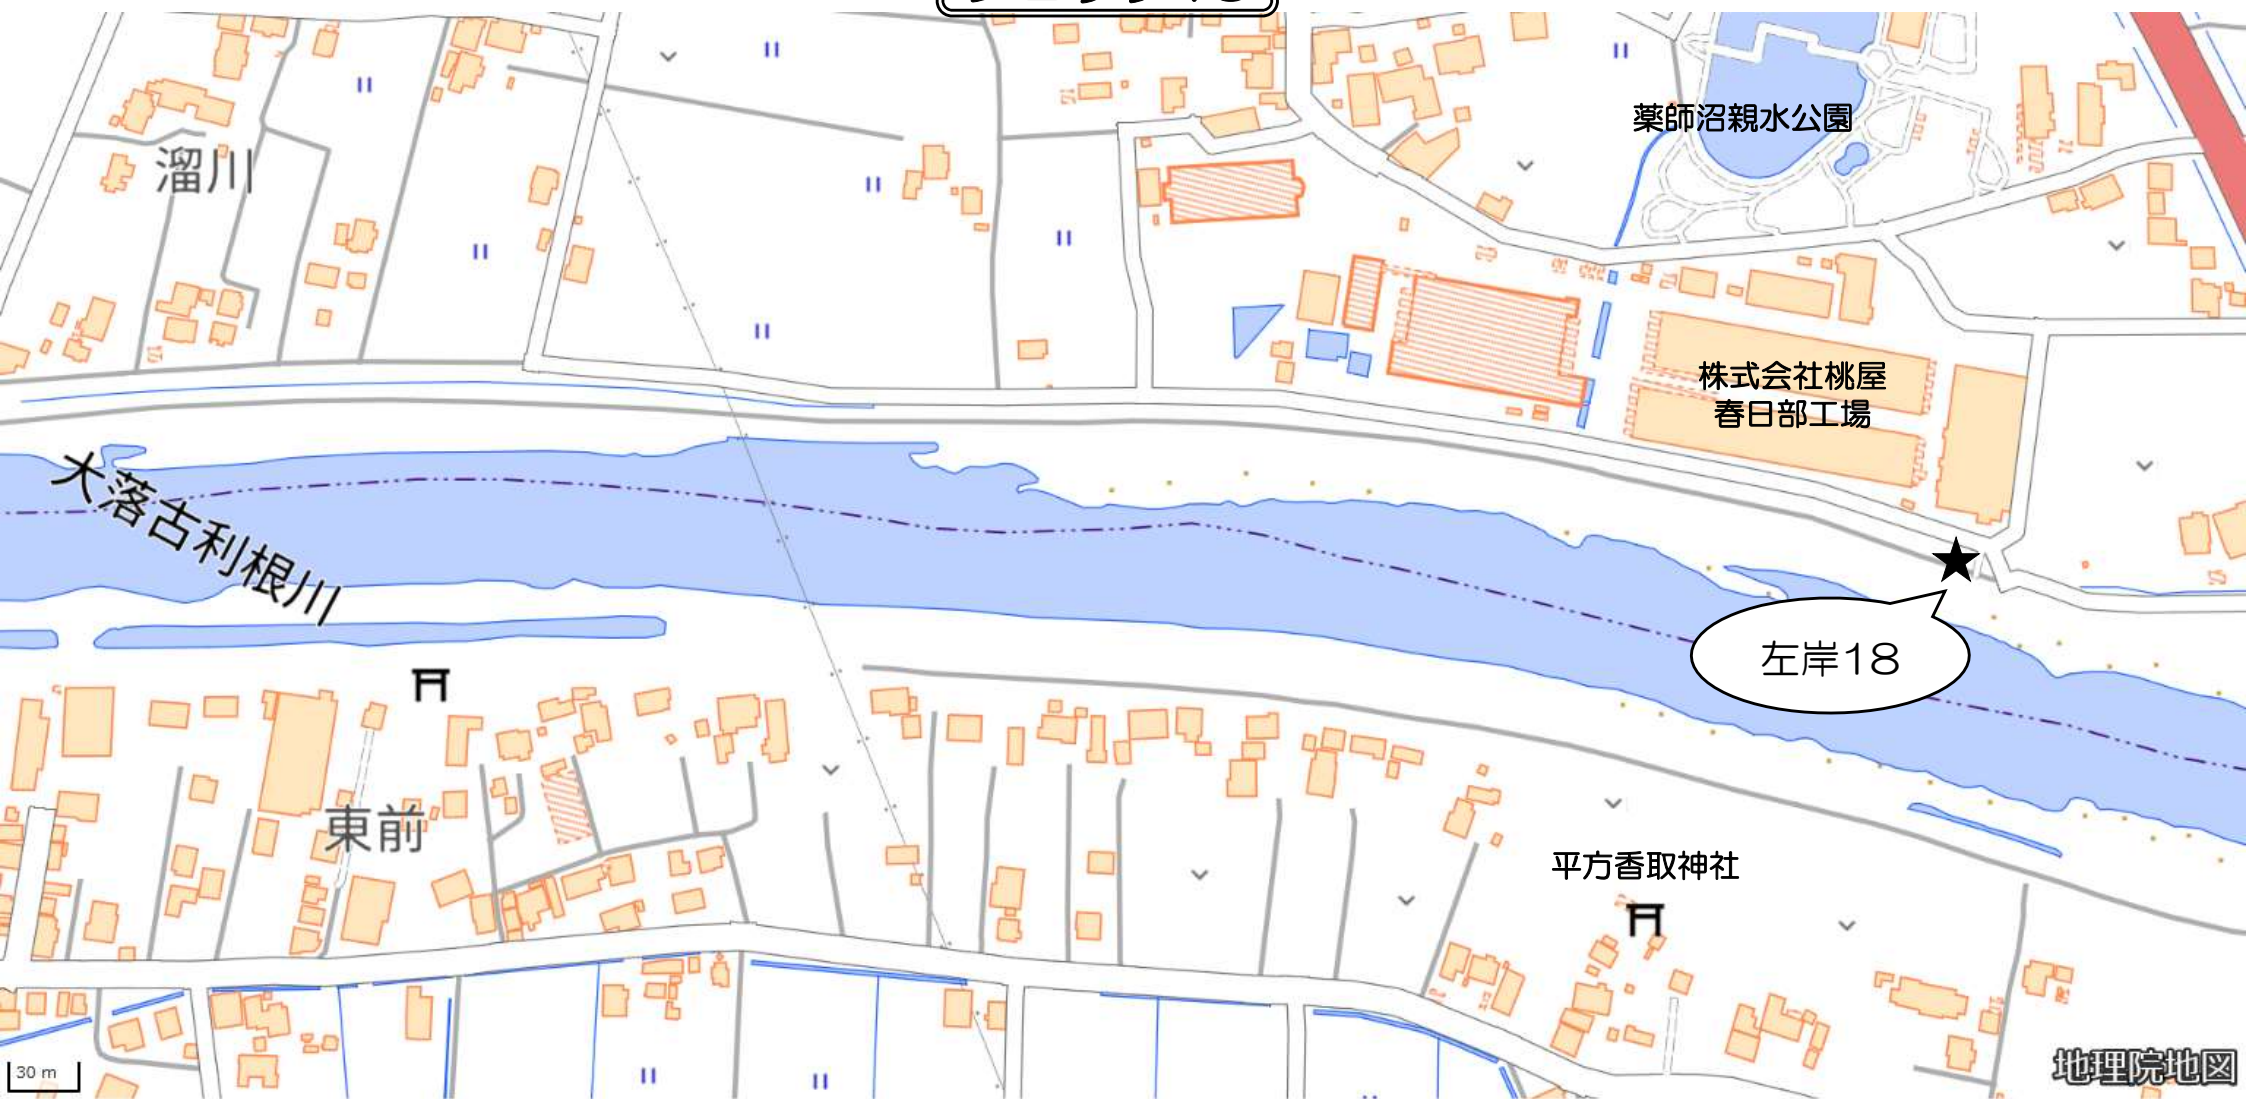 薬師沼親水公園
溜川
株式会社桃屋
春日部工場
大落古利根川
左岸18
東前
平方香取神社
30 m
地理院地図